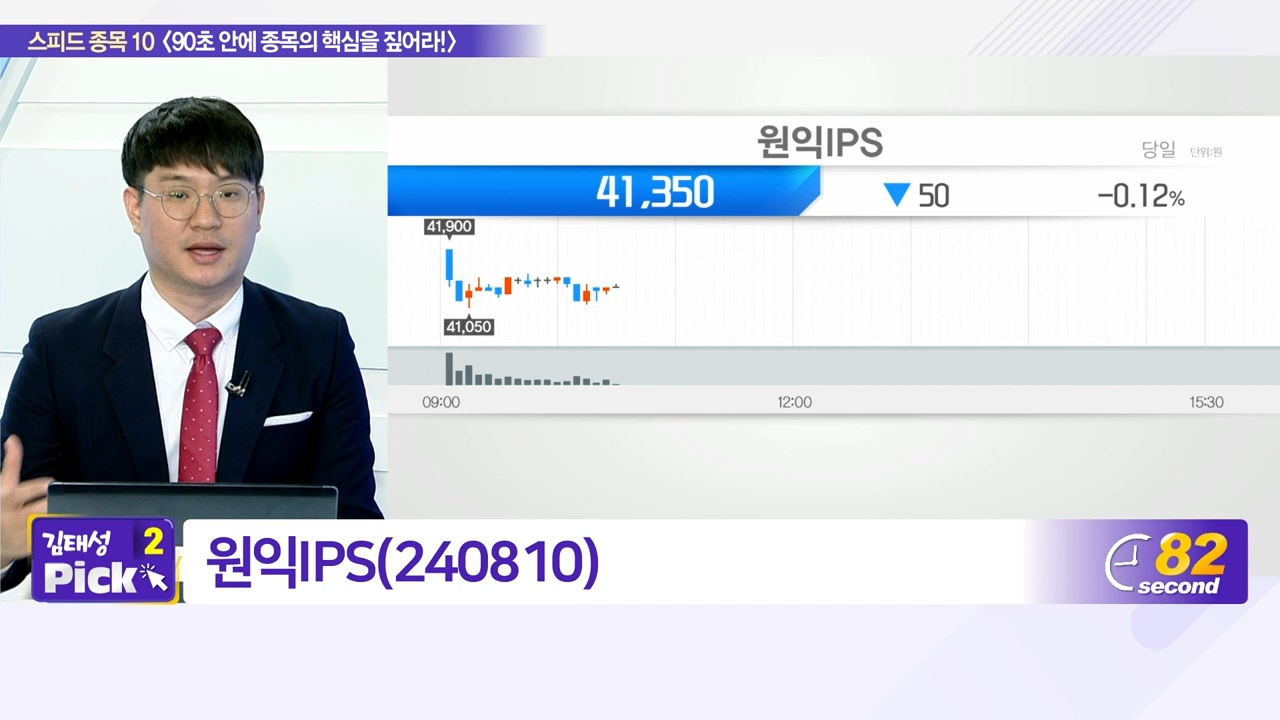 스피드 종목 10 〈90초 안에 종목의 핵심을 짚어라!〉
원익IPS
당일 단위:원
41,350 ▼ 50 -0.12%
41,900
41,050
09:00 12:00 15:30
김태성 2
Pick
원익IPS(240810)
82
second